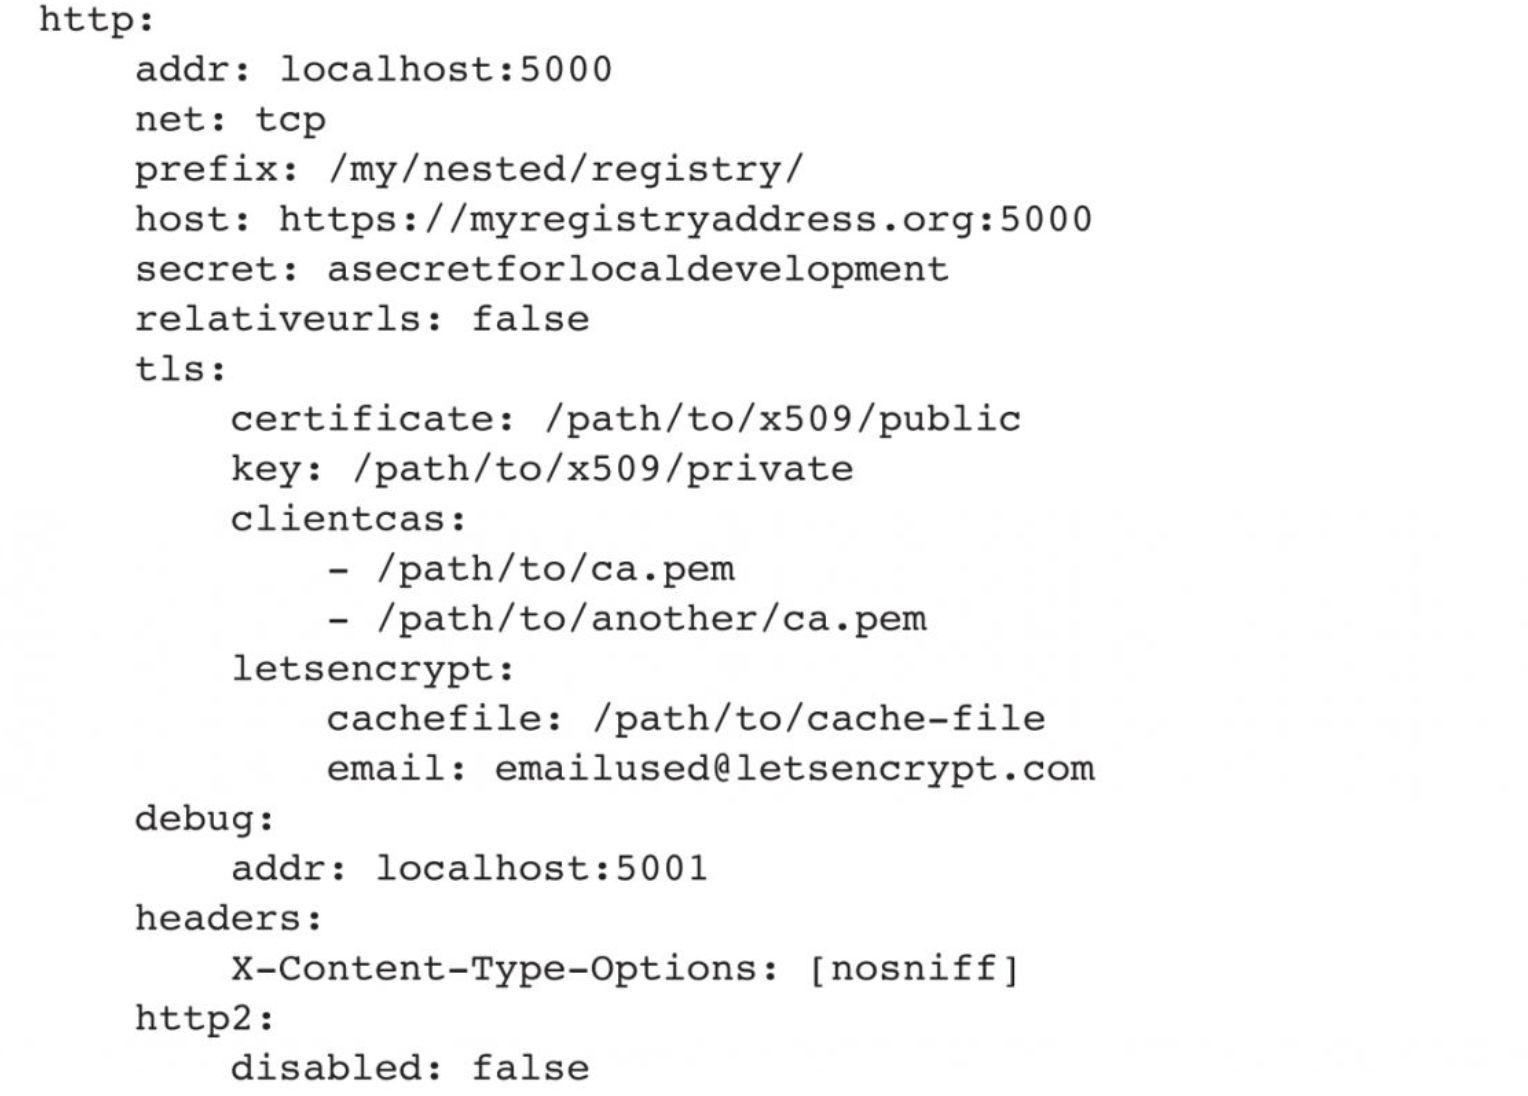 http:
    addr: localhost:5000
    net: tcp
    prefix: /my/nested/registry/
    host: https://myregistryaddress.org:5000
    secret: asecretforlocaldevelopment
    relativeurls: false
    tls:
        certificate: /path/to/x509/public
        key: /path/to/x509/private
        clientcas:
            - /path/to/ca.pem
            - /path/to/another/ca.pem
        letsencrypt:
            cachefile: /path/to/cache-file
            email: emailused@letsencrypt.com
    debug:
        addr: localhost:5001
    headers:
        X-Content-Type-Options: [nosniff]
    http2:
        disabled: false